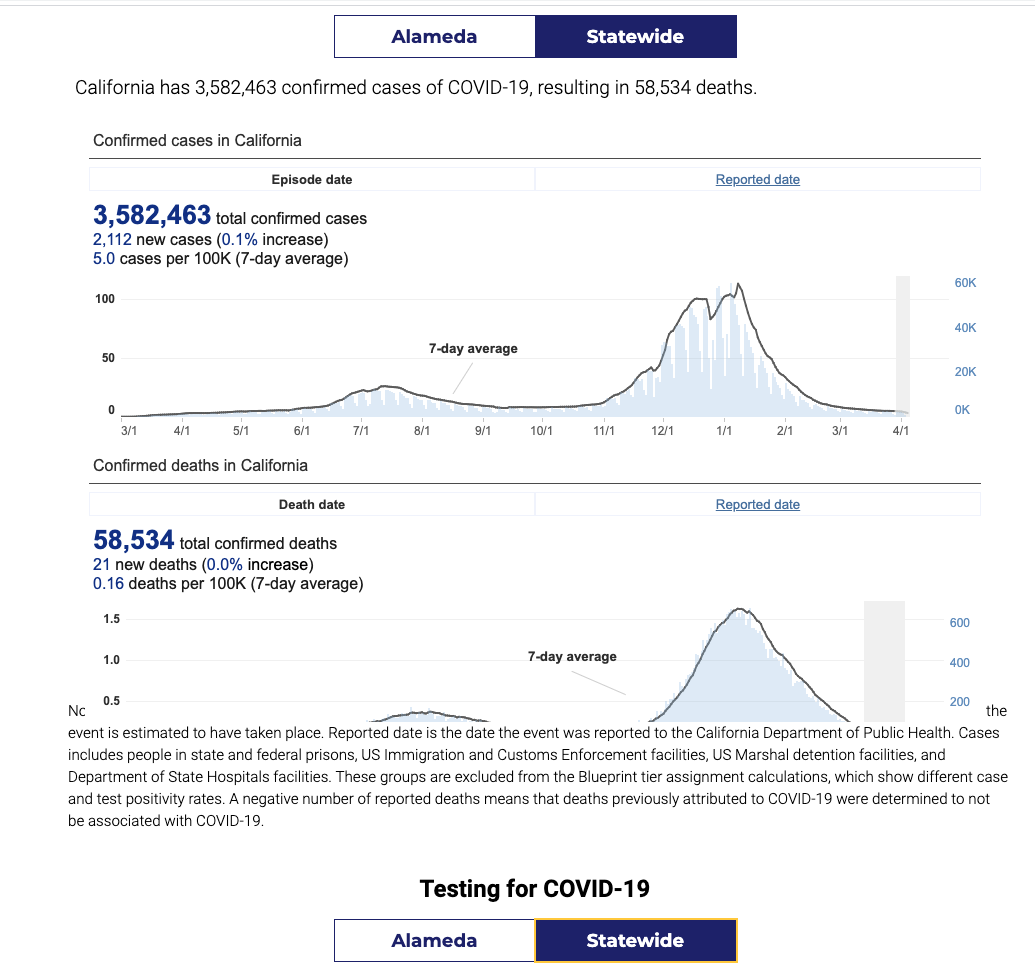 Alameda
Statewide
California has 3,582,463 confirmed cases of COVID-19, resulting in 58,534 deaths.
Confirmed cases in California
Episode date
Reported date
3,582,463 total confirmed cases
2,112 new cases (0.1% increase)
5.0 cases per 100K (7-day average)
100
50
0
7-day average
60K
40K
20K
0K
3/1 4/1 5/1 6/1 7/1 8/1 9/1 10/1 11/1 12/1 1/1 2/1 3/1 4/1
Confirmed deaths in California
Death date
Reported date
58,534 total confirmed deaths
21 new deaths (0.0% increase)
0.16 deaths per 100K (7-day average)
1.5
1.0
0.5
7-day average
600
400
200
the
event is estimated to have taken place. Reported date is the date the event was reported to the California Department of Public Health. Cases
includes people in state and federal prisons, US Immigration and Customs Enforcement facilities, US Marshal detention facilities, and
Department of State Hospitals facilities. These groups are excluded from the Blueprint tier assignment calculations, which show different case
and test positivity rates. A negative number of reported deaths means that deaths previously attributed to COVID-19 were determined to not
be associated with COVID-19.
Testing for COVID-19
Alameda
Statewide